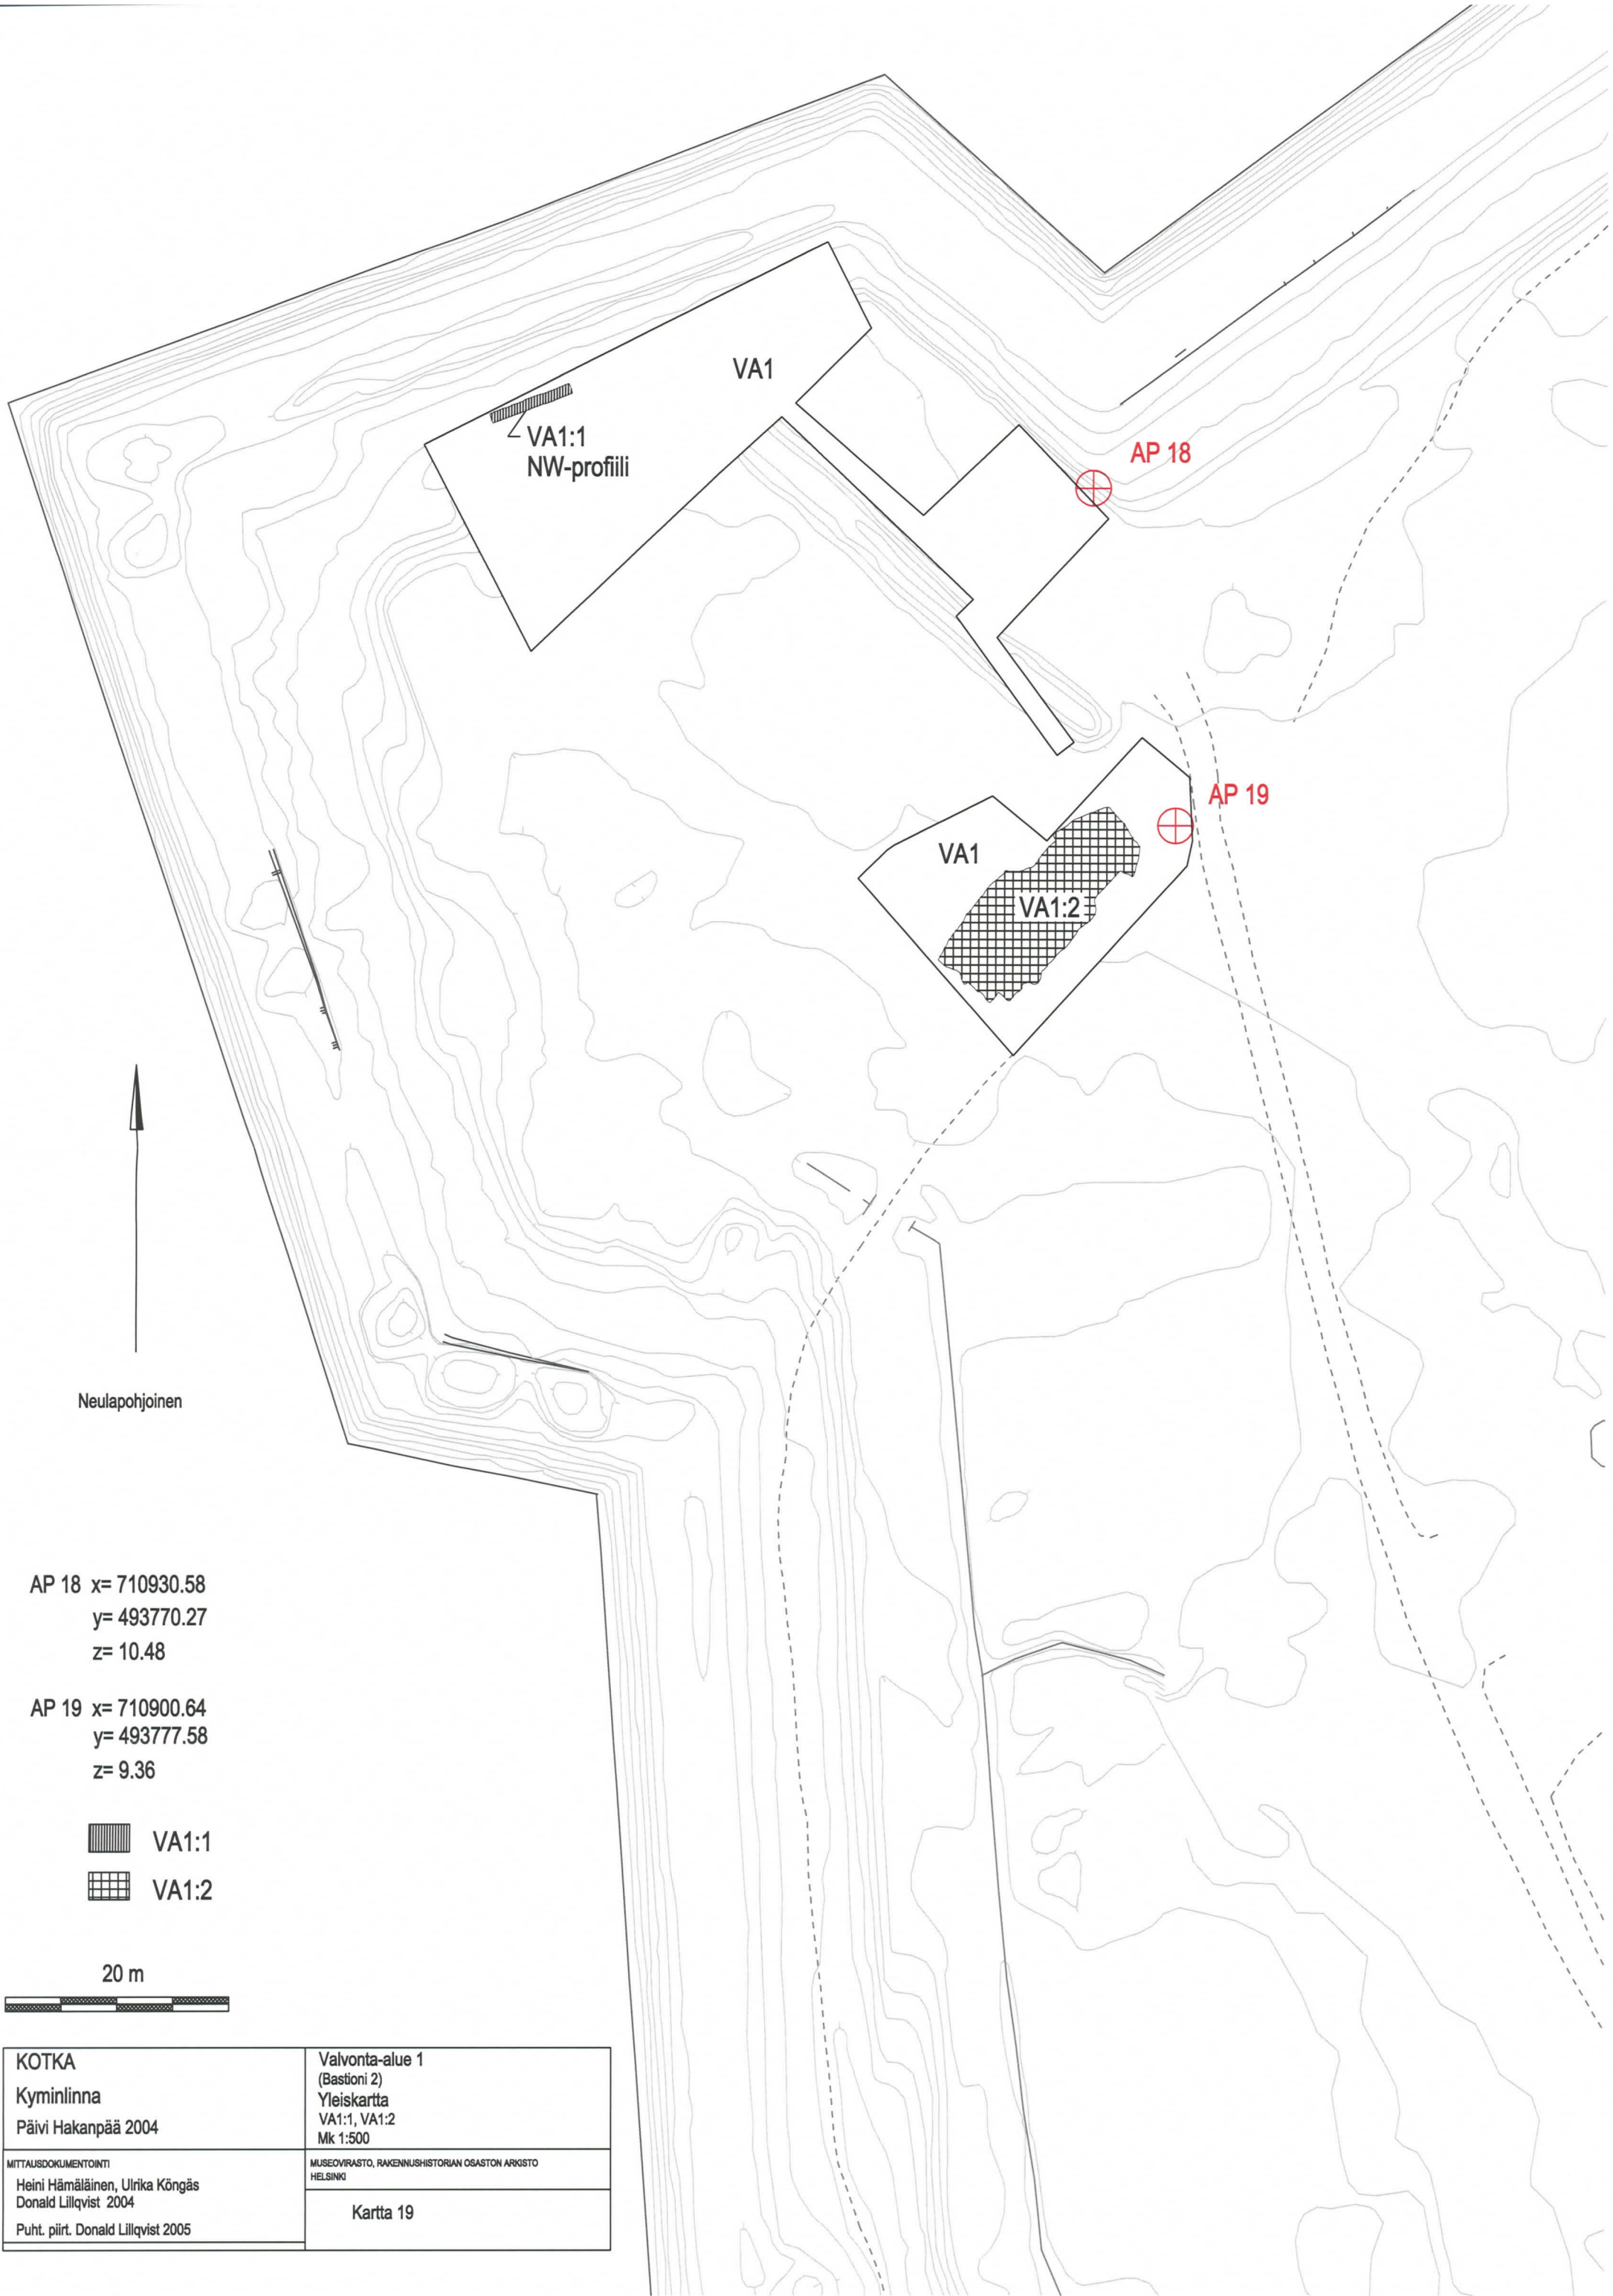 VA1
VA1:1
NW-profiili
AP 18
AP 19
VA1
VA1:2
Neulapohjoinen
AP 18 x= 710930.58
y= 493770.27
z= 10.48
AP 19 x= 710900.64
y= 493777.58
z= 9.36
VA1:1
VA1:2
20 m
KOTKA
Kyminlinna
Päivi Hakanpää 2004
Valvonta-alue 1
(Bastioni 2)
Yleiskartta
VA1:1, VA1:2
Mk 1:500
MITTAUSDOKUMENTOINTI
Heini Hämäläinen, Ulrika Köngäs
Donald Lillqvist 2004
Puht. piirt. Donald Lillqvist 2005
MUSEOVIRASTO, RAKENNUSHISTORIAN OSASTON ARKISTO
HELSINKI
Kartta 19